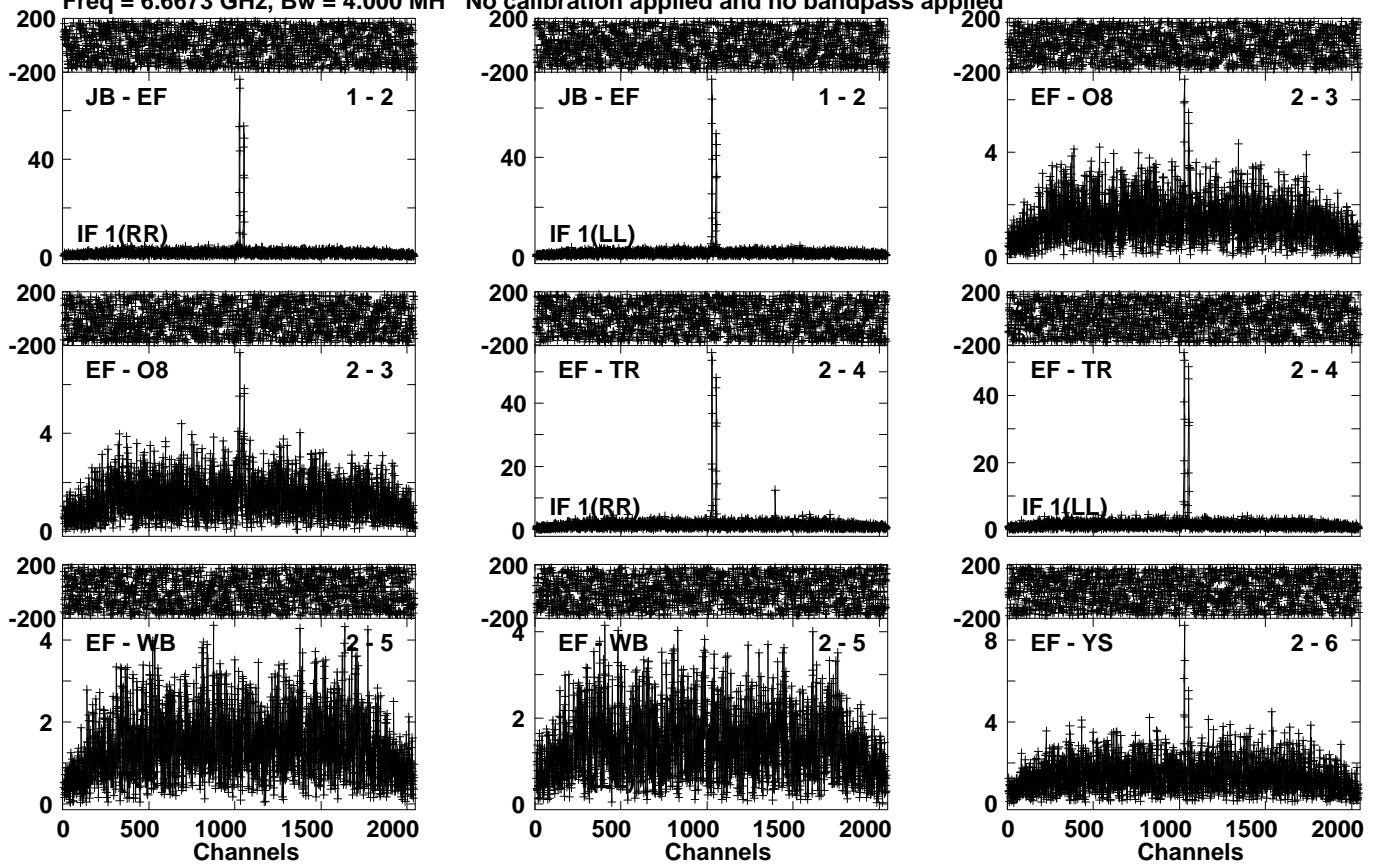 Freq = 6.6673 GHz, Bw = 4.000 MH No calibration applied and no bandpass applied
200 200 200
-200 -200 -200
JB - EF 1 - 2 JB - EF 1 - 2 EF - O8 2 - 3
40 40 4
IF 1(RR) IF 1(LL)
0 0 0
200 200 200
-200 -200 -200
EF - O8 2 - 3 EF - TR 2 - 4 EF - TR 2 - 4
4 40 40
20 20
IF 1(RR) IF 1(LL)
0 0 0
200 200 200
-200 -200 -200
EF - WB 2 - 5 EF - WB 2 - 5 EF - YS 2 - 6
4 4 8
2 2 4
0 0 0
0 500 1000 1500 2000 0 500 1000 1500 2000 0 500 1000 1500 2000
Channels Channels Channels